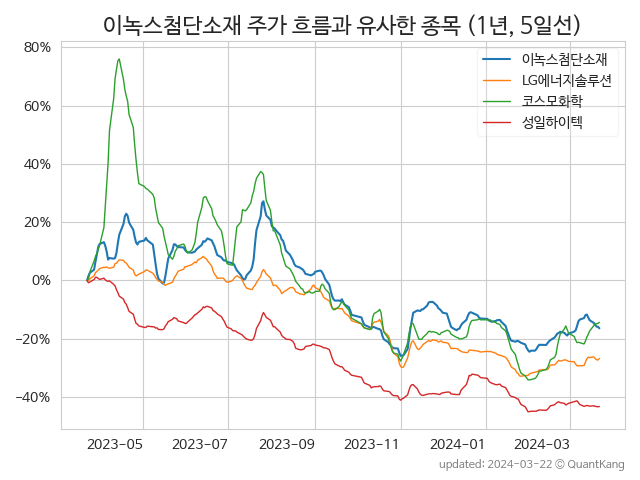 이녹스첨단소재 주가 흐름과 유사한 종목 (1년, 5일선)
80%
60%
40%
20%
0%
−20%
−40%
이녹스첨단소재
LG에너지솔루션
코스모화학
성일하이텍
2023-05 2023-07 2023-09 2023-11 2024-01 2024-03
updated: 2024-03-22 © QuantKang